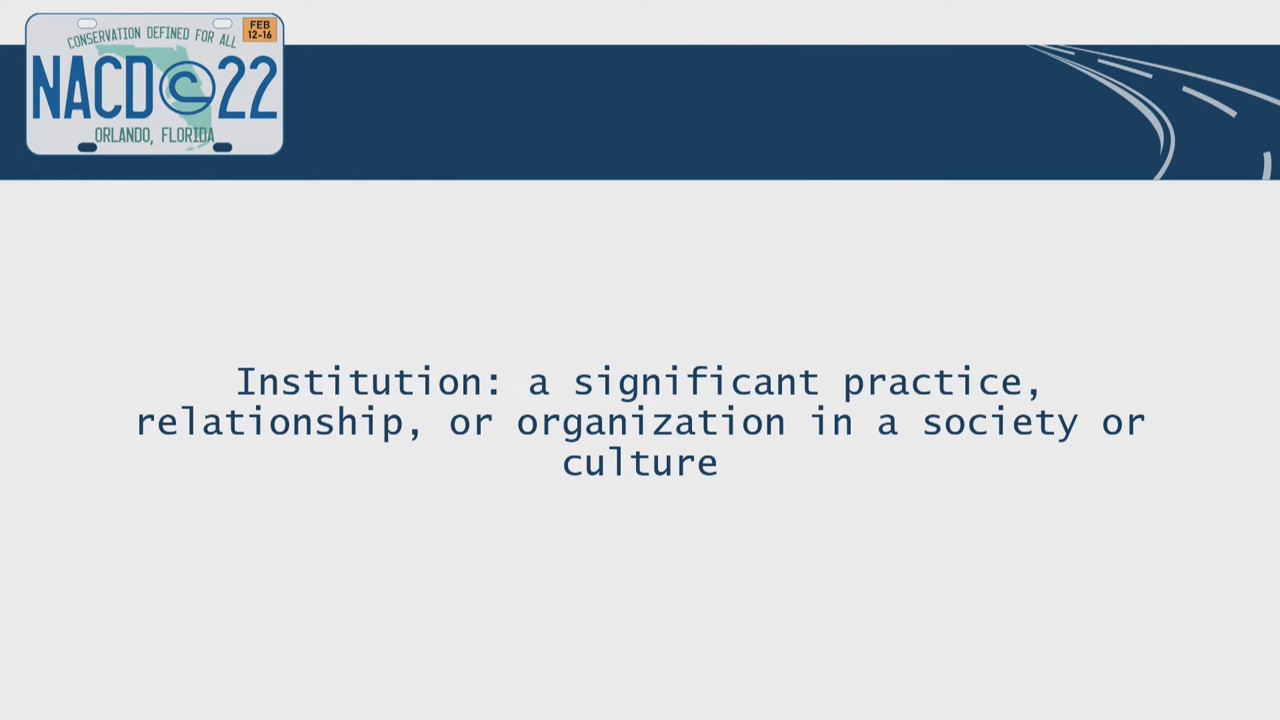 CONSERVATION DEFINED FOR ALL
FEB
12-16
NACD 22
ORLANDO, FLORIDA
Institution: a significant practice,
relationship, or organization in a society or
culture